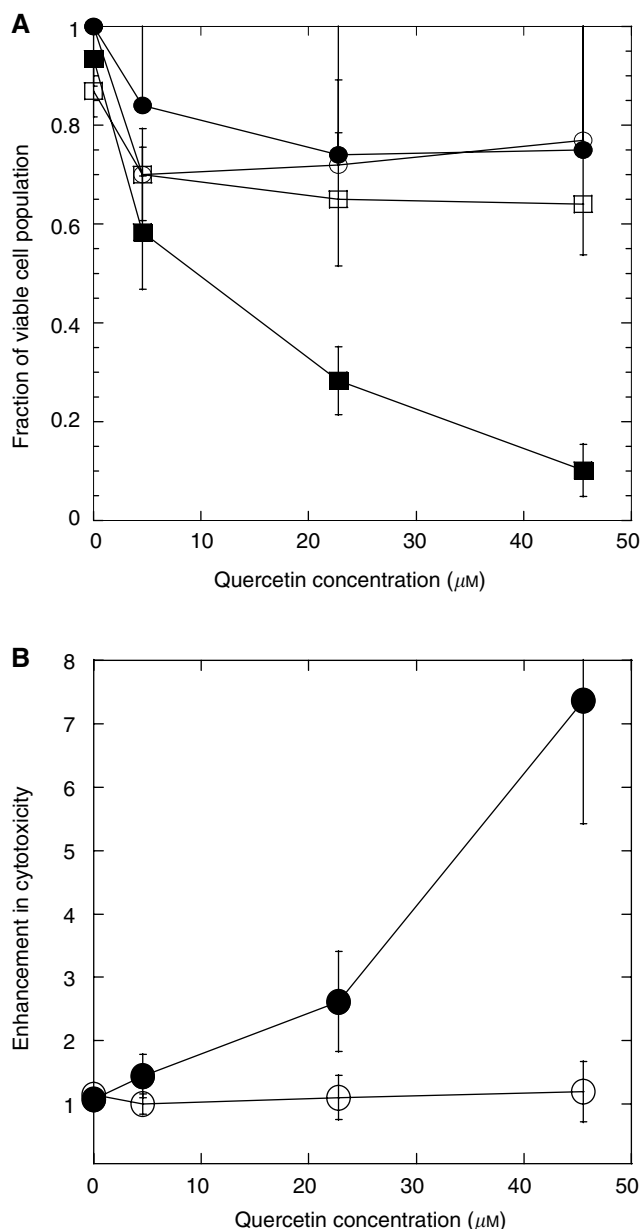 A
1
0.8
0.6
0.4
0.2
0
Fraction of viable cell population
0 10 20 30 40 50
Quercetin concentration (μM)
B
8
7
6
5
4
3
2
1
Enhancement in cytotoxicity
0 10 20 30 40 50
Quercetin concentration (μM)